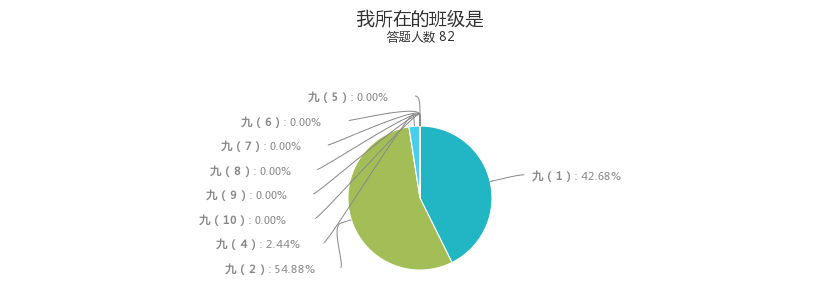 我所在的班级是
答题人数 82
九（5）: 0.00%
九（6）: 0.00%
九（7）: 0.00%
九（8）: 0.00%
九（9）: 0.00%
九（10）: 0.00%
九（4）: 2.44%
九（2）: 54.88%
九（1）: 42.68%